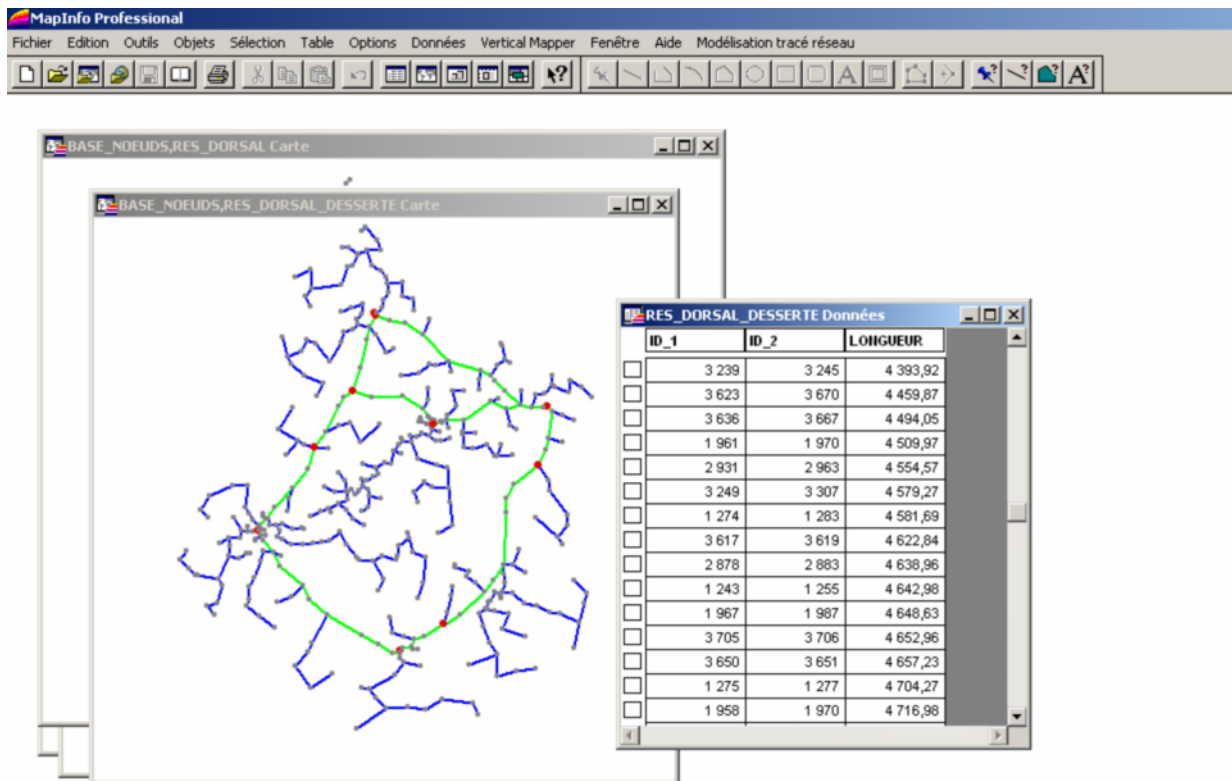 MapInfo Professional
Fichier Edition Outils Objets Sélection Table Options Données Vertical Mapper Fenêtre Aide Modélisation tracé réseau
BASE_NOEUDS,RES_DORSAL Carte
BASE_NOEUDS,RES_DORSAL_DESSERTE Carte
RES_DORSAL_DESSERTE Données
ID_1 ID_2 LONGUEUR
3 239 3 245 4 393,92
3 623 3 670 4 459,87
3 636 3 667 4 494,05
1 961 1 970 4 509,97
2 931 2 963 4 554,57
3 249 3 307 4 579,27
1 274 1 283 4 581,69
3 617 3 619 4 622,84
2 878 2 883 4 638,96
1 243 1 255 4 642,98
1 967 1 987 4 648,63
3 705 3 706 4 652,96
3 650 3 651 4 657,23
1 275 1 277 4 704,27
1 958 1 970 4 716,98